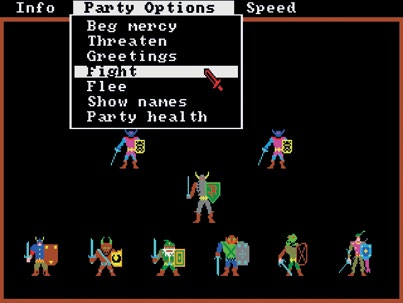 Info Party Options Speed
Beg mercy
Threaten
Greetings
Fight
Flee
Show names
Party health